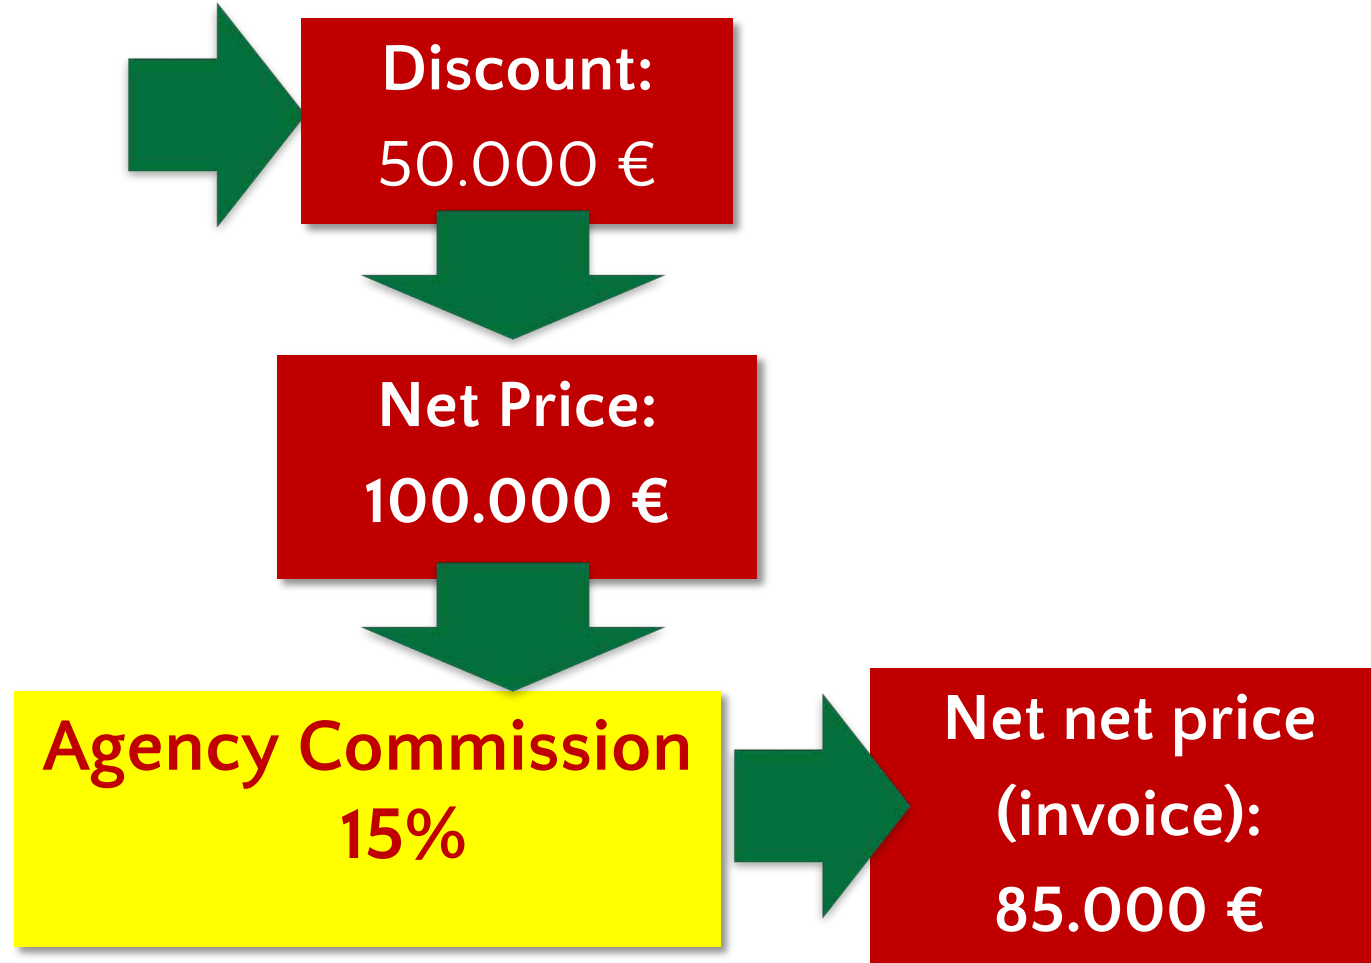 Discount:
50.000 €
Net Price:
100.000 €
Agency Commission
15%
Net net price
(invoice):
85.000 €